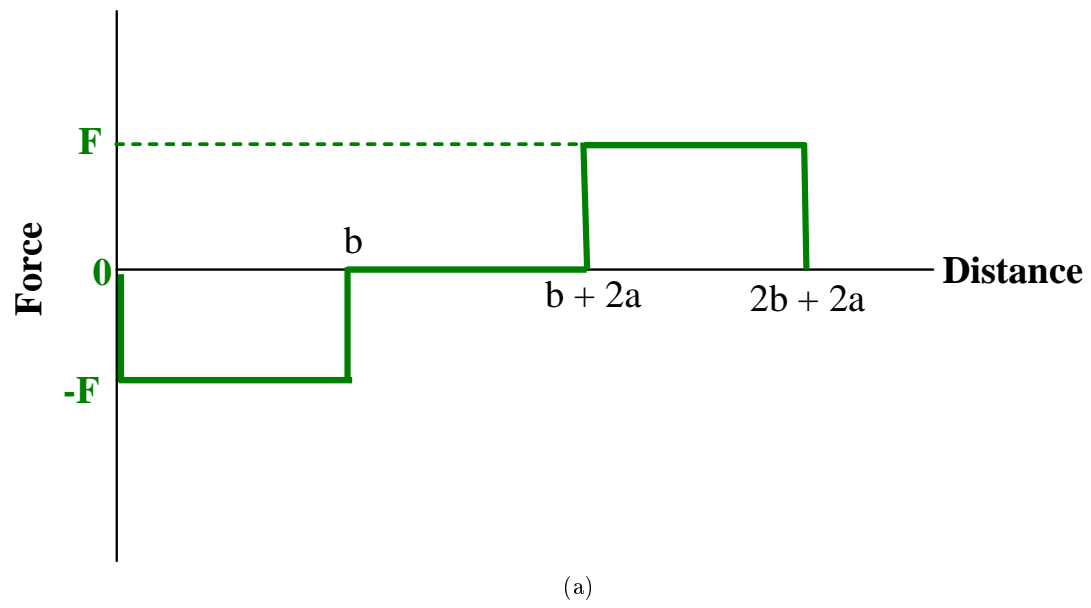 F
b
Force
0
Distance
b + 2a
2b + 2a
-F
(a)